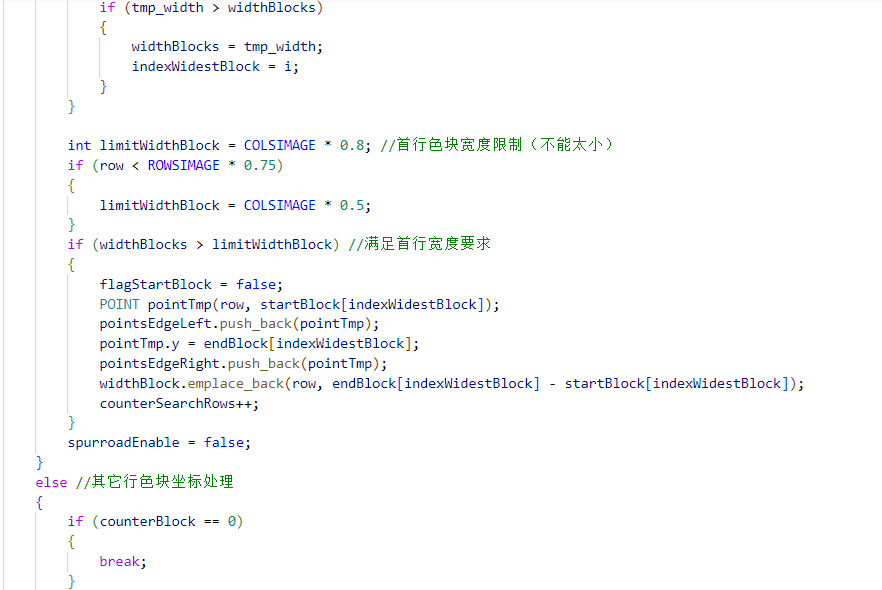 if (tmp_width > widthBlocks)
{
widthBlocks = tmp_width;
indexWidestBlock = i;
}
}
int limitWidthBlock = COLSIMAGE * 0.8; //首行色块宽度限制（不能太小）
if (row < ROWSIMAGE * 0.75)
{
limitWidthBlock = COLSIMAGE * 0.5;
}
if (widthBlocks > limitWidthBlock) //满足首行宽度要求
{
flagStartBlock = false;
POINT pointTmp(row, startBlock[indexWidestBlock]);
pointsEdgeLeft.push_back(pointTmp);
pointTmp.y = endBlock[indexWidestBlock];
pointsEdgeRight.push_back(pointTmp);
widthBlock.emplace_back(row, endBlock[indexWidestBlock] - startBlock[indexWidestBlock]);
counterSearchRows++;
}
spurroadEnable = false;
}
else //其它行色块坐标处理
{
if (counterBlock == 0)
{
break;
}